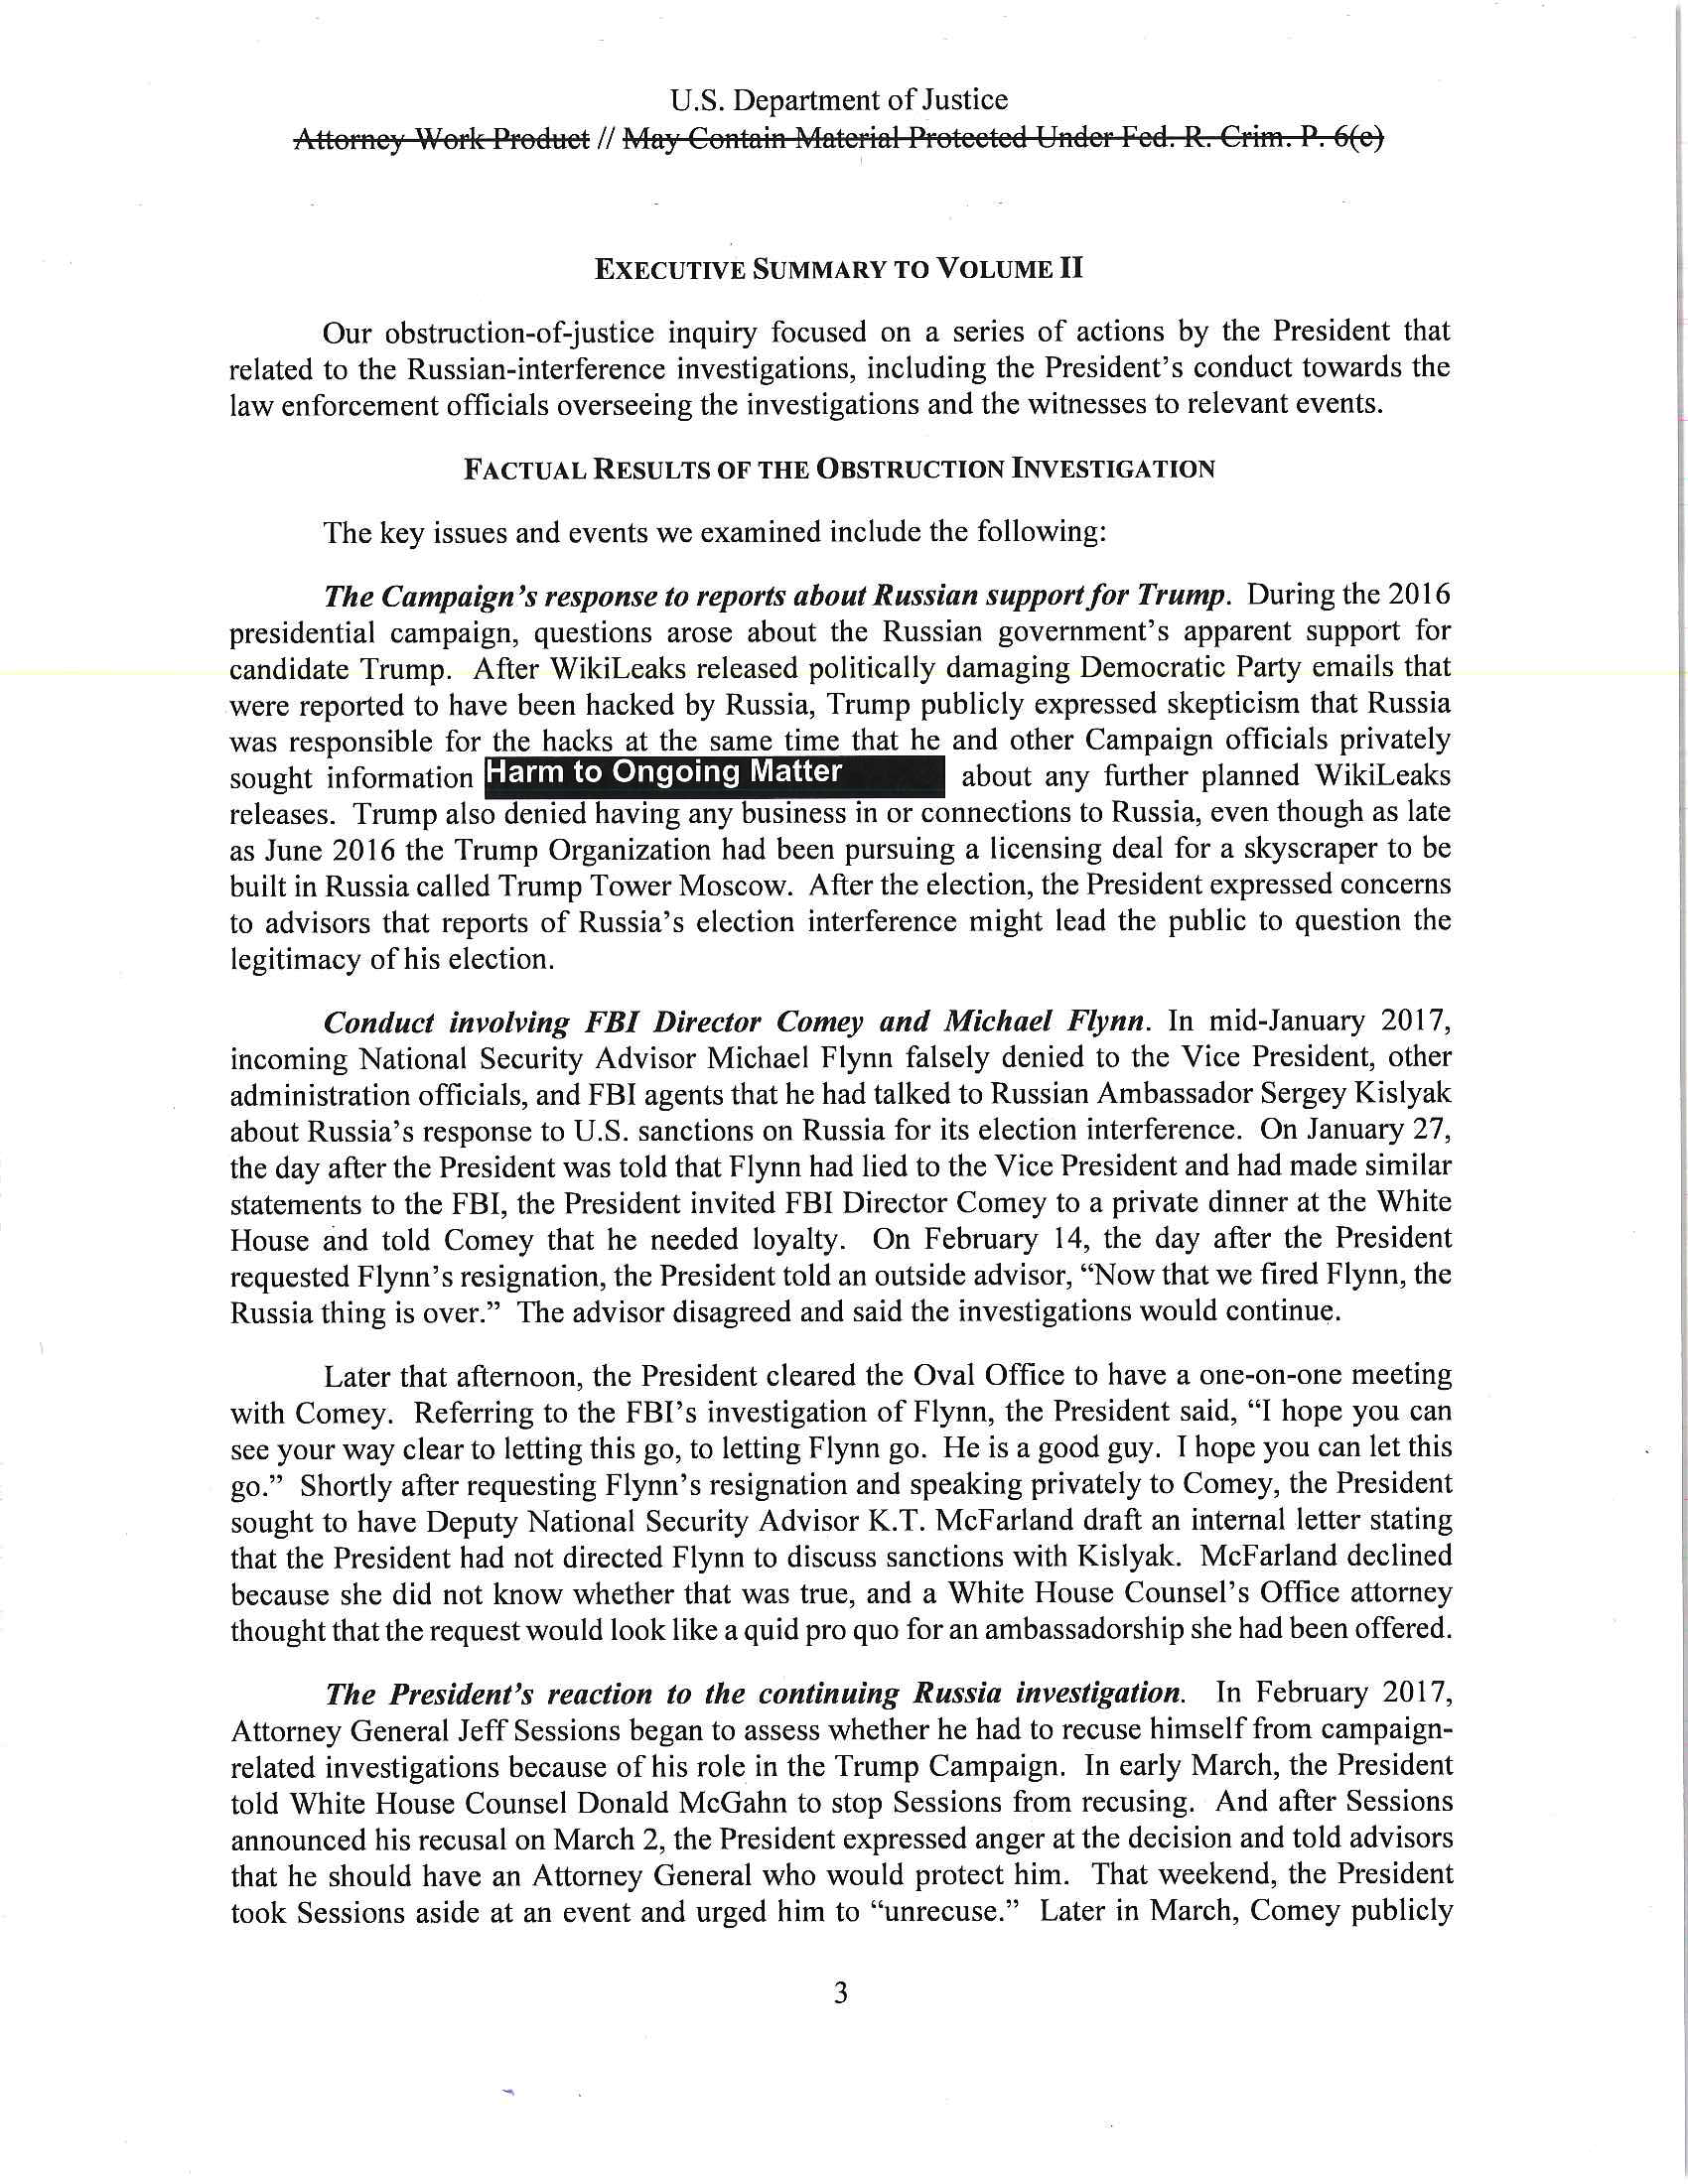 U.S. Department of Justice
Attorney Work Product // May Contain Material Protected Under Fed. R. Crim. P. 6(e)
EXECUTIVE SUMMARY TO VOLUME II
Our obstruction-of-justice inquiry focused on a series of actions by the President that
related to the Russian-interference investigations, including the President's conduct towards the
law enforcement officials overseeing the investigations and the witnesses to relevant events.
FACTUAL RESULTS OF THE OBSTRUCTION INVESTIGATION
The key issues and events we examined include the following:
The Campaign's response to reports about Russian support for Trump. During the 2016
presidential campaign, questions arose about the Russian government's apparent support for
candidate Trump. After WikiLeaks released politically damaging Democratic Party emails that
were reported to have been hacked by Russia, Trump publicly expressed skepticism that Russia
was responsible for the hacks at the same time that he and other Campaign officials privately
sought information Harm to Ongoing Matter about any further planned WikiLeaks
releases. Trump also denied having any business in or connections to Russia, even though as late
as June 2016 the Trump Organization had been pursuing a licensing deal for a skyscraper to be
built in Russia called Trump Tower Moscow. After the election, the President expressed concerns
to advisors that reports of Russia's election interference might lead the public to question the
legitimacy of his election.
Conduct involving FBI Director Comey and Michael Flynn. In mid-January 2017,
incoming National Security Advisor Michael Flynn falsely denied to the Vice President, other
administration officials, and FBI agents that he had talked to Russian Ambassador Sergey Kislyak
about Russia's response to U.S. sanctions on Russia for its election interference. On January 27,
the day after the President was told that Flynn had lied to the Vice President and had made similar
statements to the FBI, the President invited FBI Director Comey to a private dinner at the White
House and told Comey that he needed loyalty. On February 14, the day after the President
requested Flynn's resignation, the President told an outside advisor, "Now that we fired Flynn, the
Russia thing is over." The advisor disagreed and said the investigations would continue.
Later that afternoon, the President cleared the Oval Office to have a one-on-one meeting
with Comey. Referring to the FBI's investigation of Flynn, the President said, "I hope you can
see your way clear to letting this go, to letting Flynn go. He is a good guy. I hope you can let this
go." Shortly after requesting Flynn's resignation and speaking privately to Comey, the President
sought to have Deputy National Security Advisor K.T. McFarland draft an internal letter stating
that the President had not directed Flynn to discuss sanctions with Kislyak. McFarland declined
because she did not know whether that was true, and a White House Counsel's Office attorney
thought that the request would look like a quid pro quo for an ambassadorship she had been offered.
The President's reaction to the continuing Russia investigation. In February 2017,
Attorney General Jeff Sessions began to assess whether he had to recuse himself from campaign-
related investigations because of his role in the Trump Campaign. In early March, the President
told White House Counsel Donald McGahn to stop Sessions from recusing. And after Sessions
announced his recusal on March 2, the President expressed anger at the decision and told advisors
that he should have an Attorney General who would protect him. That weekend, the President
took Sessions aside at an event and urged him to "unrecuse." Later in March, Comey publicly
3